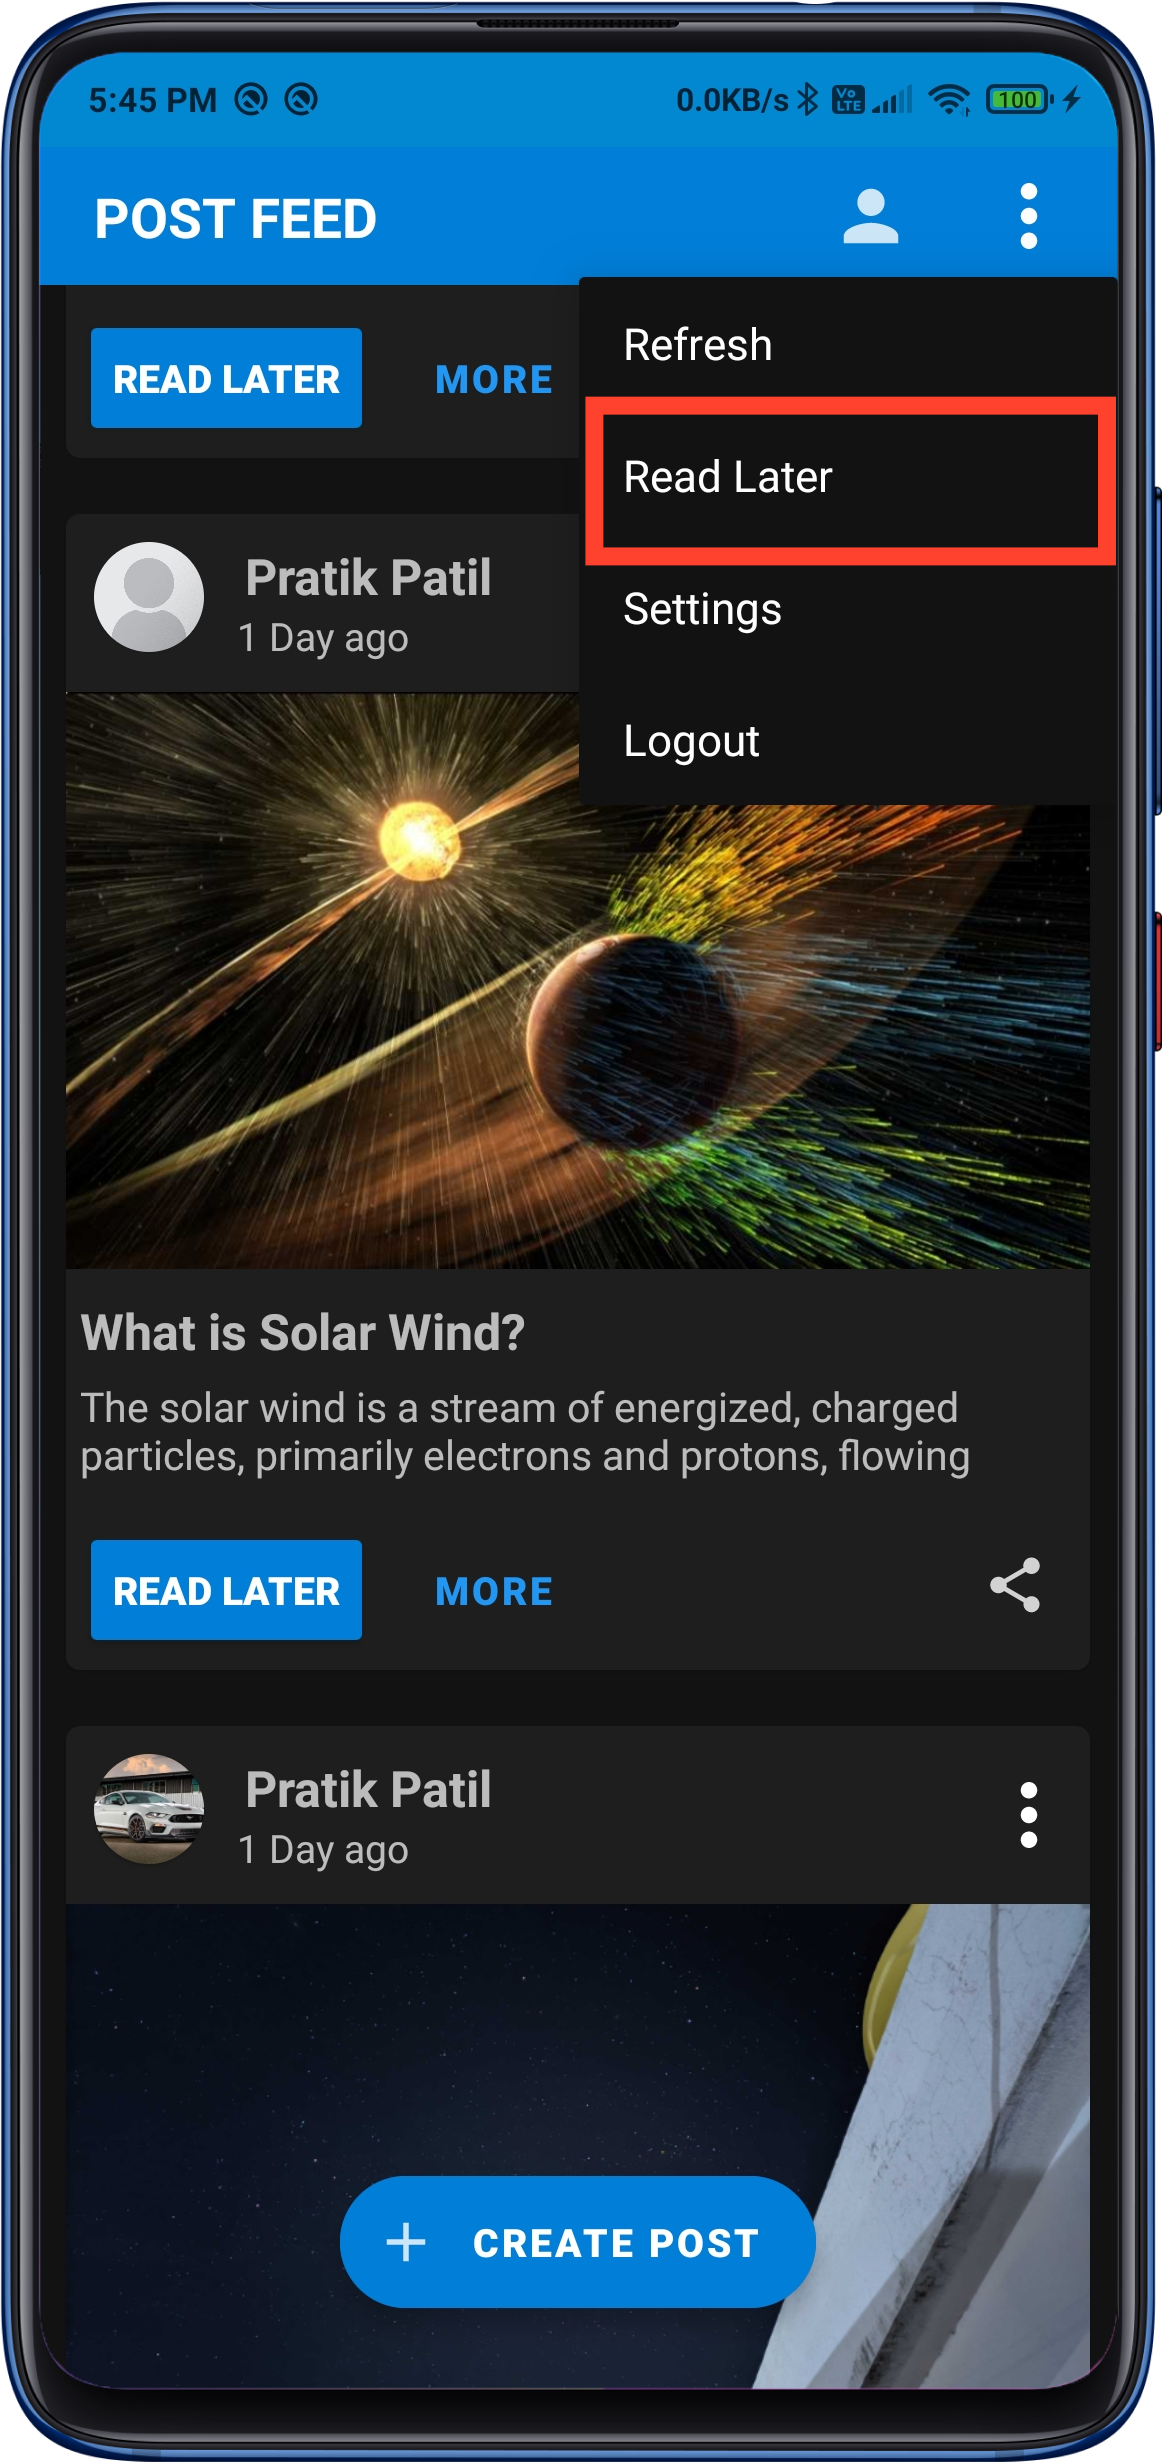 5:45 PM 0.0KB/s Vo LTE 100
POST FEED
Refresh
READ LATER MORE
Read Later
Pratik Patil
Settings
1 Day ago
Logout
What is Solar Wind?
The solar wind is a stream of energized, charged
particles, primarily electrons and protons, flowing
READ LATER MORE
Pratik Patil
1 Day ago
CREATE POST